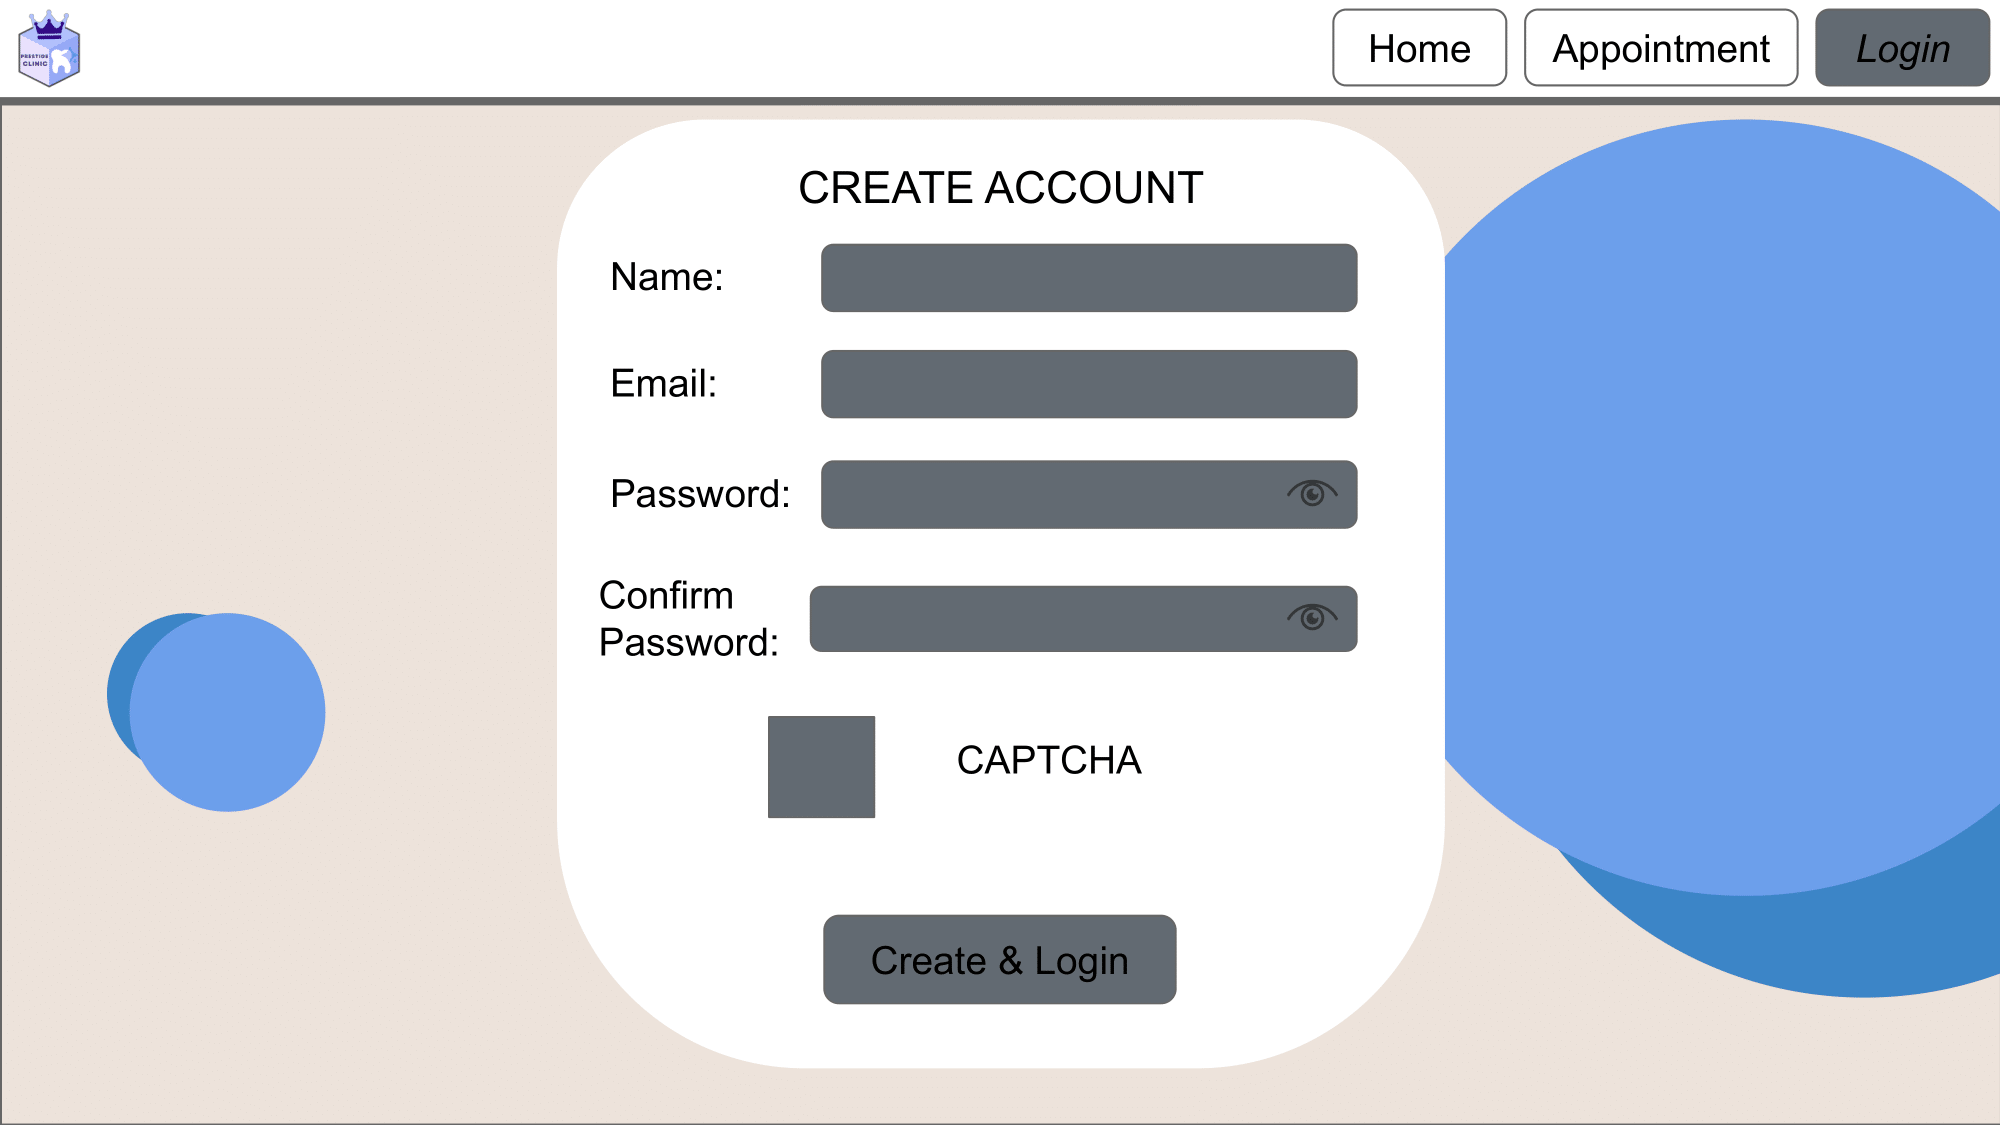 PRESTIGE
CLINIC
Home
Appointment
Login
CREATE ACCOUNT
Name:
Email:
Password:
Confirm
Password:
CAPTCHA
Create & Login